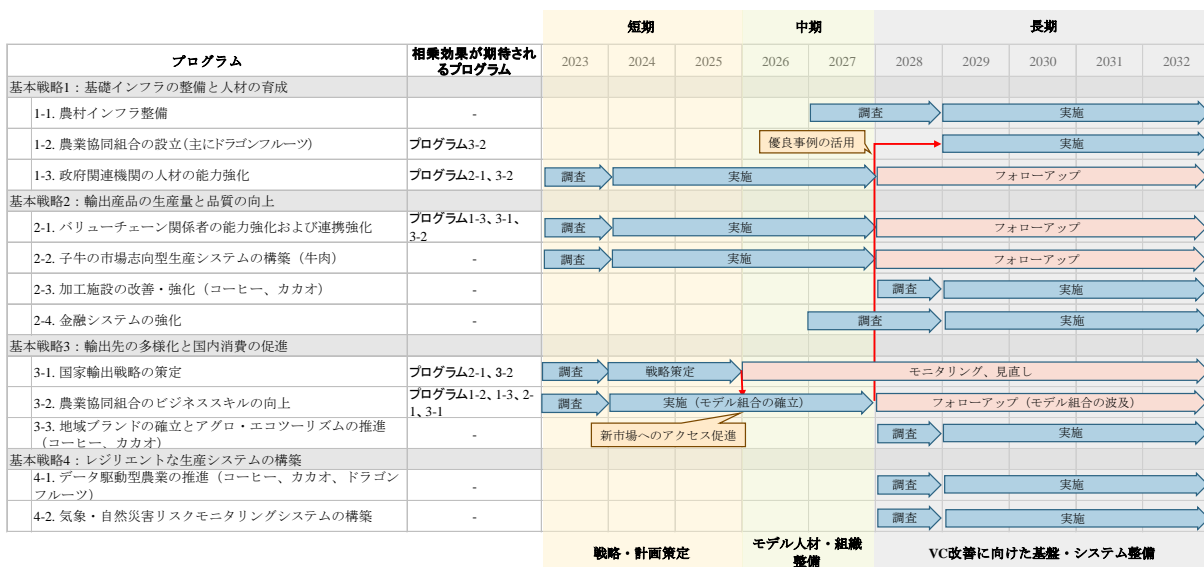 短期 中期 長期
プログラム 相乗効果が期待され
るプログラム 2023 2024 2025 2026 2027 2028 2029 2030 2031 2032
基本戦略1：基礎インフラの整備と人材の育成
1-1. 農村インフラ整備 - 調査 実施
優良事例の活用
1-2. 農業協同組合の設立(主にドラゴンフルーツ) プログラム3-2 実施
1-3. 政府関連機関の人材の能力強化 プログラム2-1、3-2 調査 実施 フォローアップ
基本戦略2：輸出産品の生産量と品質の向上
2-1. バリューチェーン関係者の能力強化および連携強化 プログラム1-3、3-1、
3-2 調査 実施 フォローアップ
2-2. 子牛の市場志向型生産システムの構築（牛肉） - 調査 実施 フォローアップ
2-3. 加工施設の改善・強化（コーヒー、カカオ） - 調査 実施
2-4. 金融システムの強化 - 調査 実施
基本戦略3：輸出先の多様化と国内消費の促進
3-1. 国家輸出戦略の策定 プログラム2-1、3-2 調査 戦略策定 モニタリング、見直し
3-2. 農業協同組合のビジネススキルの向上 プログラム1-2、1-3、2-
1、3-1 調査 実施（モデル組合の確立） フォローアップ（モデル組合の波及）
新市場へのアクセス促進
3-3. 地域ブランドの確立とアグロ・エコツーリズムの推進
（コーヒー、カカオ） - 調査 実施
基本戦略4：レジリエントな生産システムの構築
4-1. データ駆動型農業の推進（コーヒー、カカオ、ドラゴ
ンフルーツ） - 調査 実施
4-2. 気象・自然災害リスクモニタリングシステムの構築 - 調査 実施
戦略・計画策定 モデル人材・組織
整備 VC改善に向けた基盤・システム整備